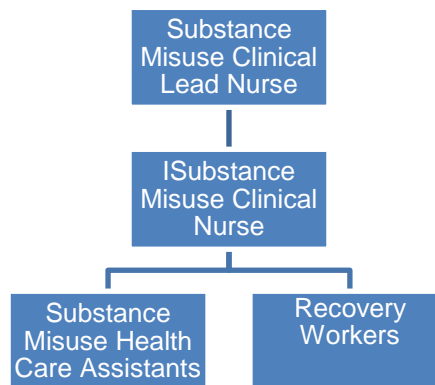 Substance
Misuse Clinical
Lead Nurse
ISubstance
Misuse Clinical
Nurse
Substance
Misuse Health
Care Assistants
Recovery
Workers